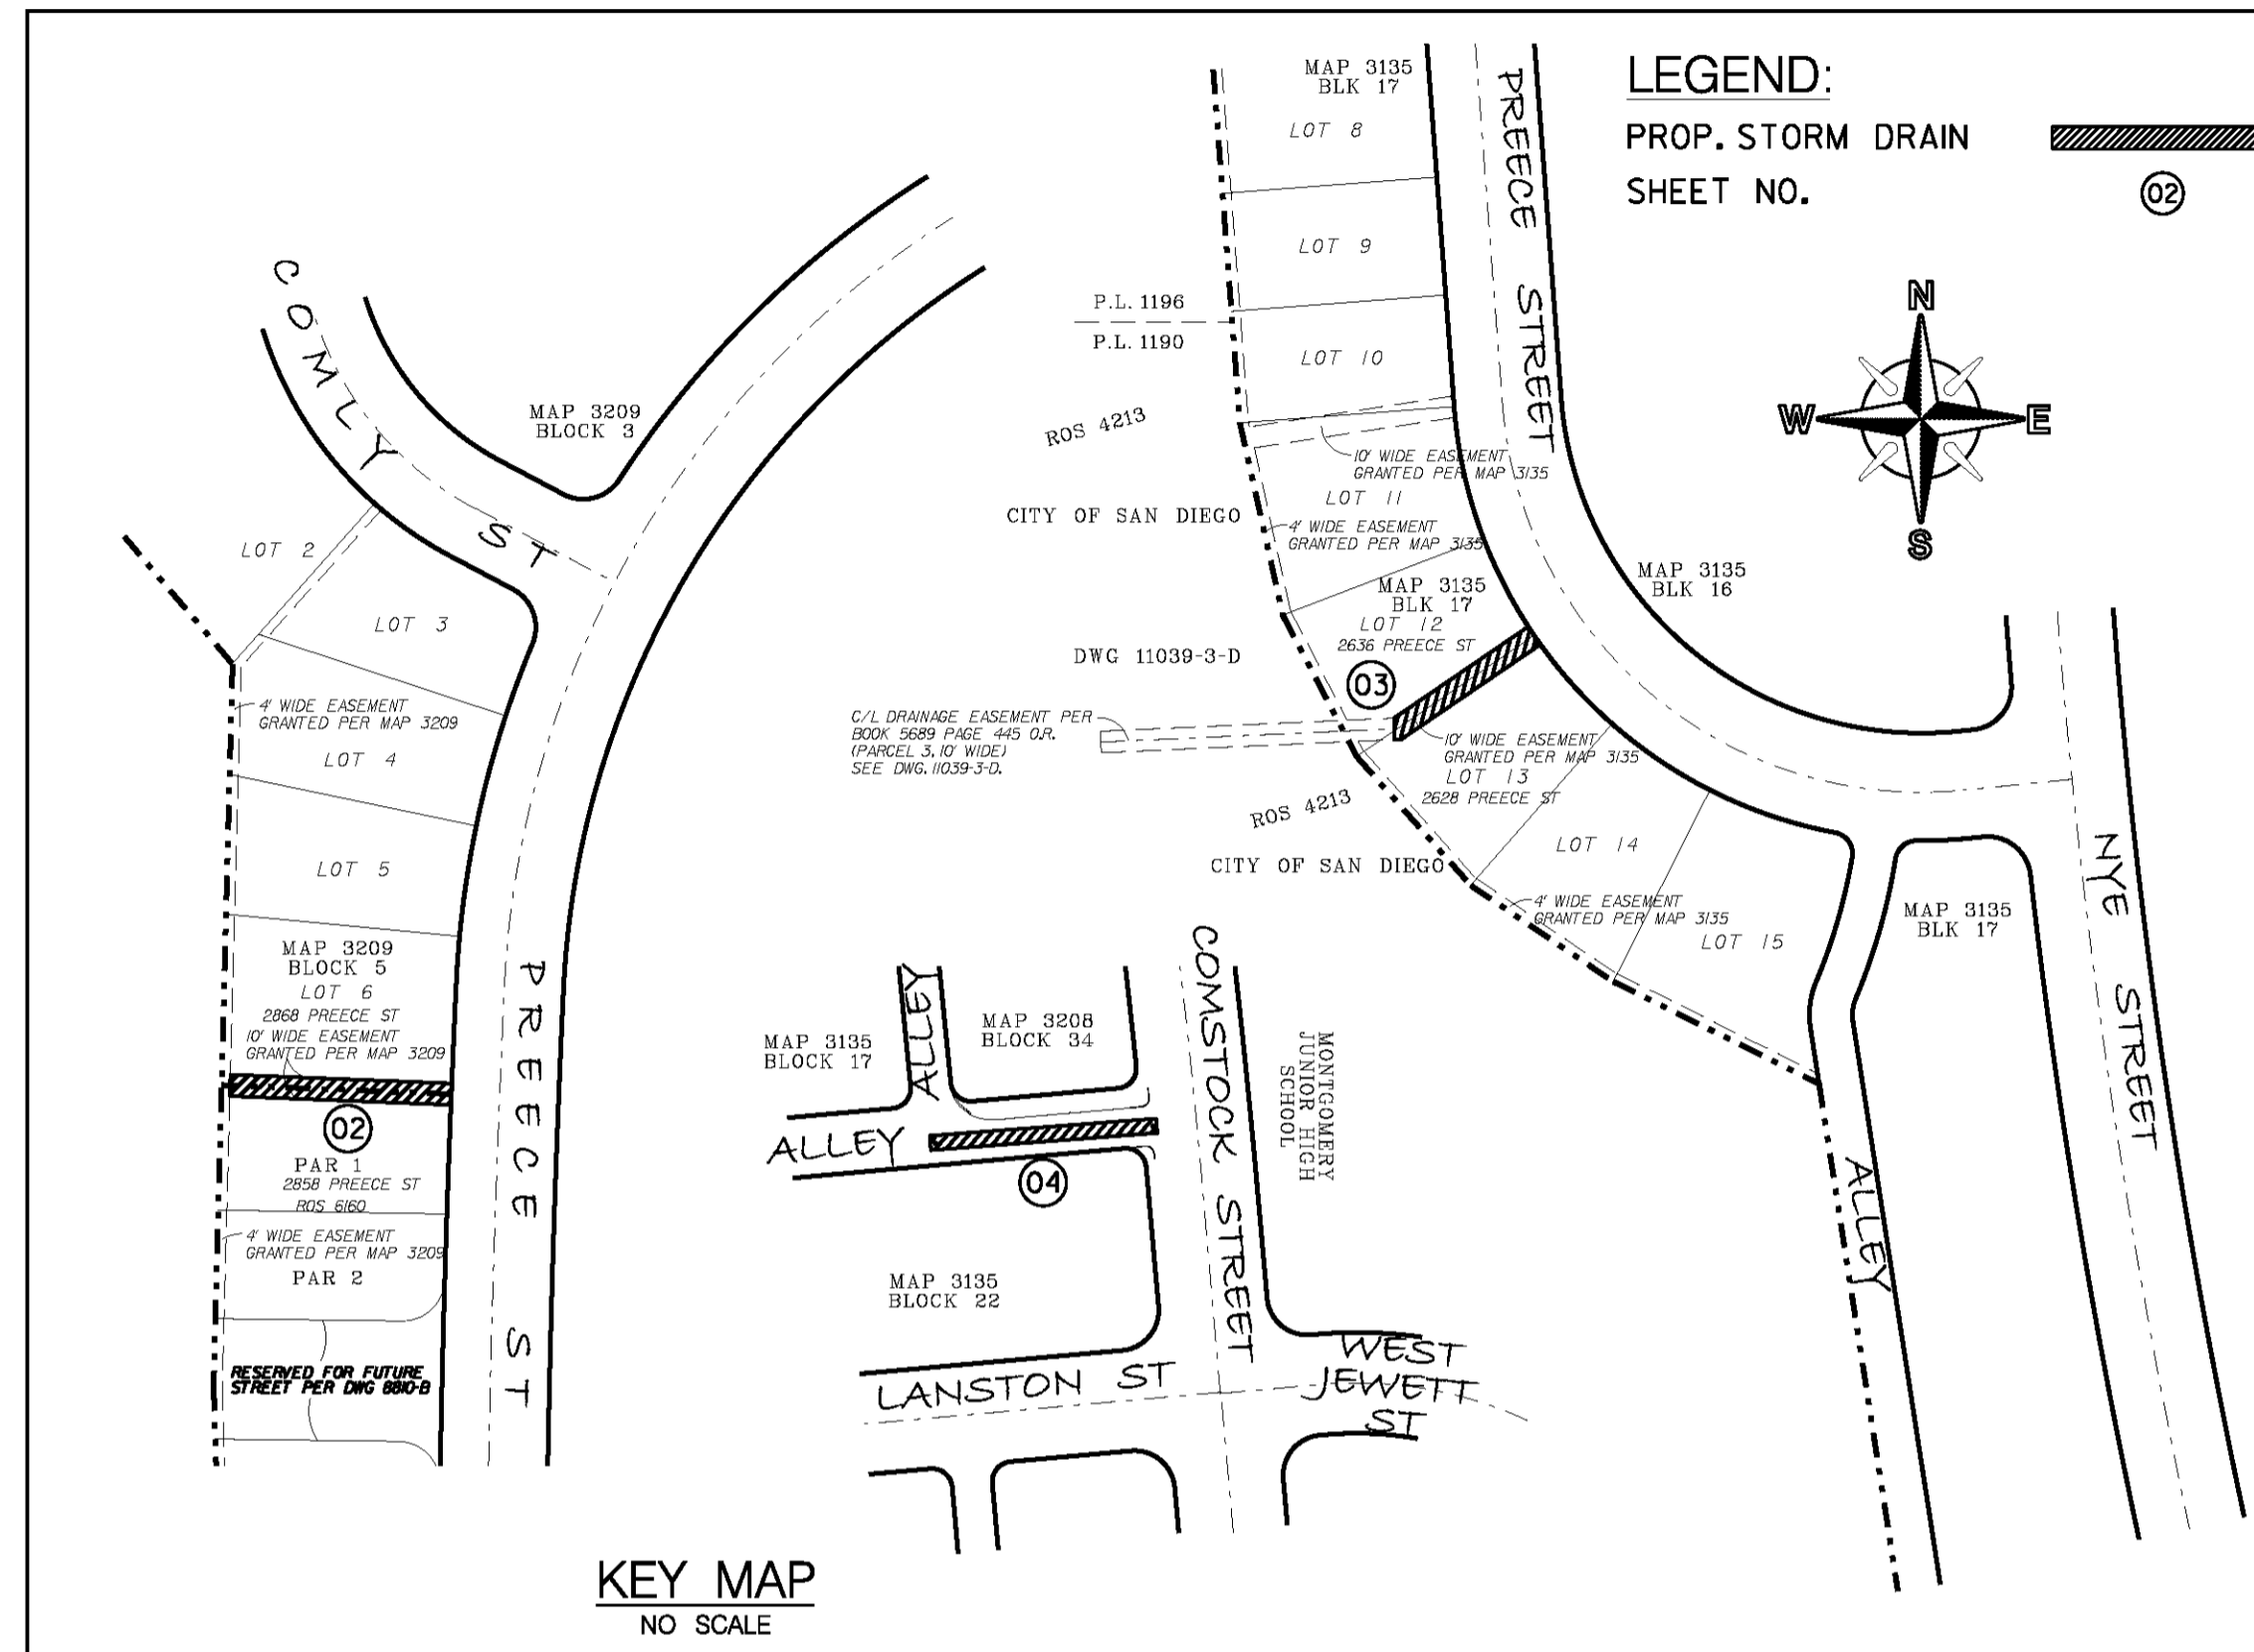 LEGEND:
PROP. STORM DRAIN
SHEET NO.
02
N
W
E
S
COMLY ST
MAP 3209
BLOCK 3
LOT 2
LOT 3
4' WIDE EASEMENT
GRANTED PER MAP 3209
LOT 4
LOT 5
MAP 3209
BLOCK 5
LOT 6
2868 PREECE ST
10' WIDE EASEMENT
GRANTED PER MAP 3209
02
PAR 1
2858 PREECE ST
ROS 6160
4' WIDE EASEMENT
GRANTED PER MAP 3209
PAR 2
RESERVED FOR FUTURE
STREET PER DWG 8810-B
PREECE ST
MAP 3135
BLK 17
LOT 8
LOT 9
P.L. 1196
P.L. 1190
LOT 10
PREECE STREET
ROS 4213
10' WIDE EASEMENT
GRANTED PER MAP 3135
LOT 11
CITY OF SAN DIEGO
4' WIDE EASEMENT
GRANTED PER MAP 3135
MAP 3135
BLK 17
LOT 12
2636 PREECE ST
MAP 3135
BLK 16
DWG 11039-3-D
03
C/L DRAINAGE EASEMENT PER
BOOK 5689 PAGE 445 O.R.
(PARCEL 3, 10' WIDE)
SEE DWG. 11039-3-D.
10' WIDE EASEMENT
GRANTED PER MAP 3135
LOT 13
2628 PREECE ST
ROS 4213
CITY OF SAN DIEGO
LOT 14
4' WIDE EASEMENT
GRANTED PER MAP 3135
LOT 15
MAP 3135
BLK 17
NYE STREET
ALLEY
MAP 3135
BLOCK 17
ALLEY
MAP 3208
BLOCK 34
COMSTOCK STREET
MONTGOMERY
JUNIOR HIGH
SCHOOL
ALLEY
04
MAP 3135
BLOCK 22
LANSTON ST
WEST
JEWETT
ST
KEY MAP
NO SCALE